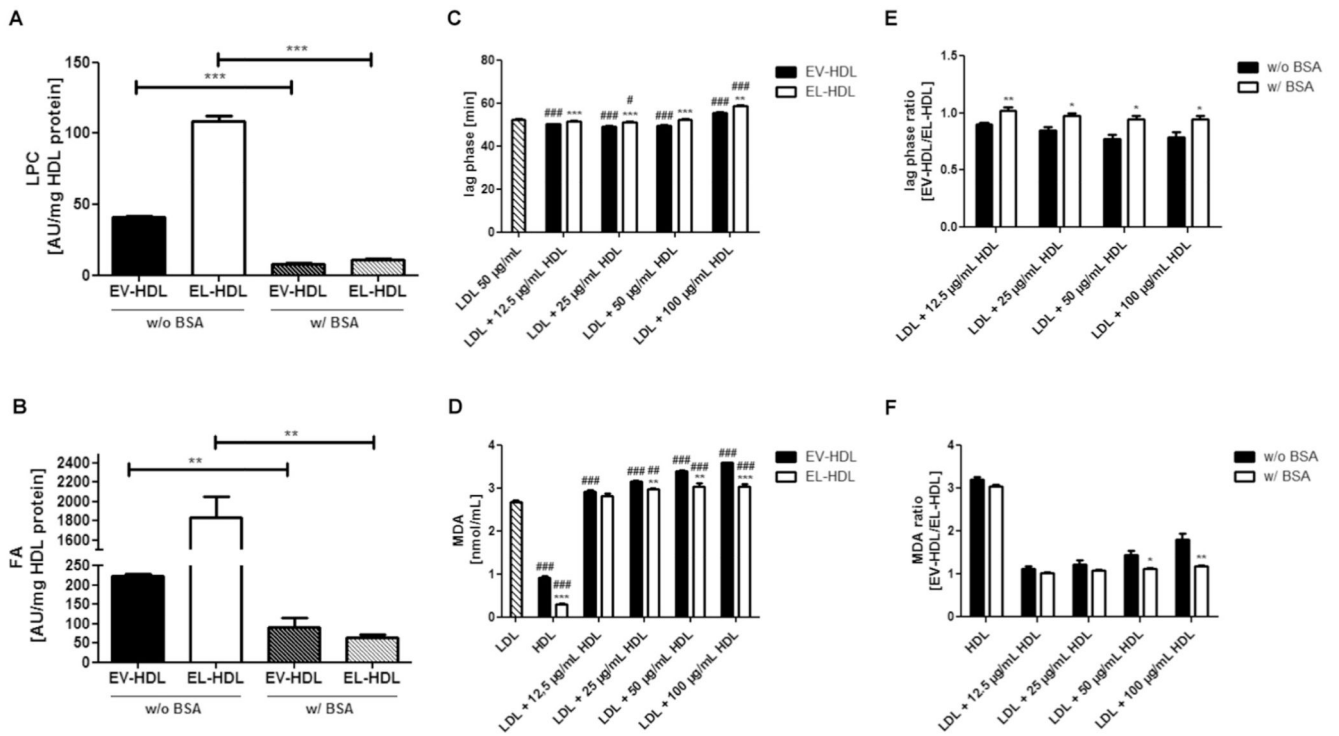 A
LPC
[AU/mg HDL protein]
150
100
50
0
***
***
EV-HDL EL-HDL EV-HDL EL-HDL
w/o BSA w/ BSA
B
FA
[AU/mg HDL protein]
2400
2200
2000
1800
1600
1400
250
200
150
100
50
0
**
**
EV-HDL EL-HDL EV-HDL EL-HDL
w/o BSA w/ BSA
C
lag phase [min]
80
60
40
20
0
EV-HDL
EL-HDL
### *** ### # *** ### *** ### ### **
LDL 50 µg/mL
LDL + 12.5 µg/mL HDL
LDL + 25 µg/mL HDL
LDL + 50 µg/mL HDL
LDL + 100 µg/mL HDL
D
MDA
[nmol/mL]
4
3
2
1
0
EV-HDL
EL-HDL
### ### *** ### ### ## ** ### ### ** ### ### ***
LDL
HDL
LDL + 12,5 µg/mL HDL
LDL + 25 µg/mL HDL
LDL + 50 µg/mL HDL
LDL + 100 µg/mL HDL
E
lag phase ratio
[EV-HDL/EL-HDL]
1.5
1.0
0.5
0.0
w/o BSA
w/ BSA
** * * *
LDL + 12.5 µg/mL HDL
LDL + 25 µg/mL HDL
LDL + 50 µg/mL HDL
LDL + 100 µg/mL HDL
F
MDA ratio
[EV-HDL/EL-HDL]
4
3
2
1
0
w/o BSA
w/ BSA
* **
HDL
LDL + 12.5 µg/mL HDL
LDL + 25 µg/mL HDL
LDL + 50 µg/mL HDL
LDL + 100 µg/mL HDL